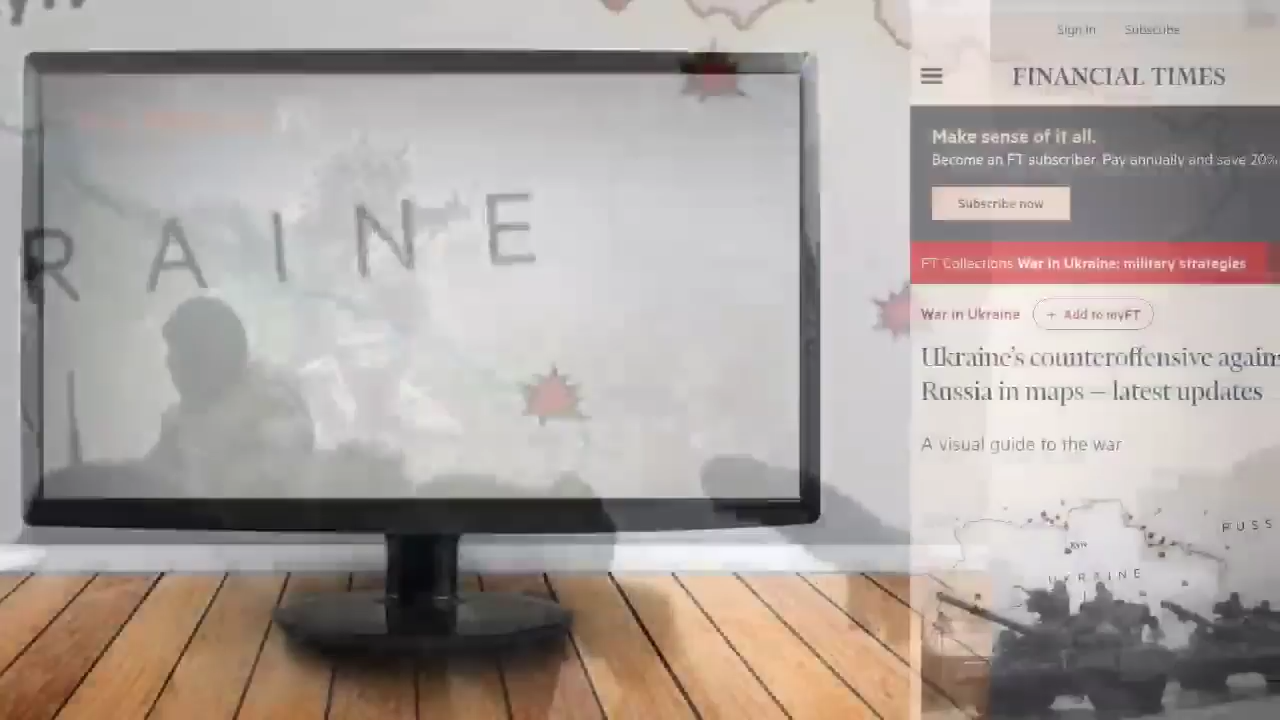 RAINE
Sign In Subscribe
FINANCIAL TIMES
Make sense of it all.
Become an FT subscriber. Pay annually and save 20%
Subscribe now
FT Collections War in Ukraine: military strategies
War in Ukraine + Add to myFT
Ukraine's counteroffensive again
Russia in maps – latest updates
A visual guide to the war
RUSS
Kyiv
UKRAINE